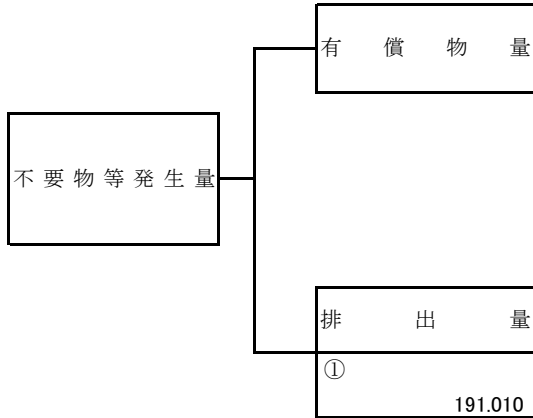 有償物量
不要物等発生量
排出量
①
191.010